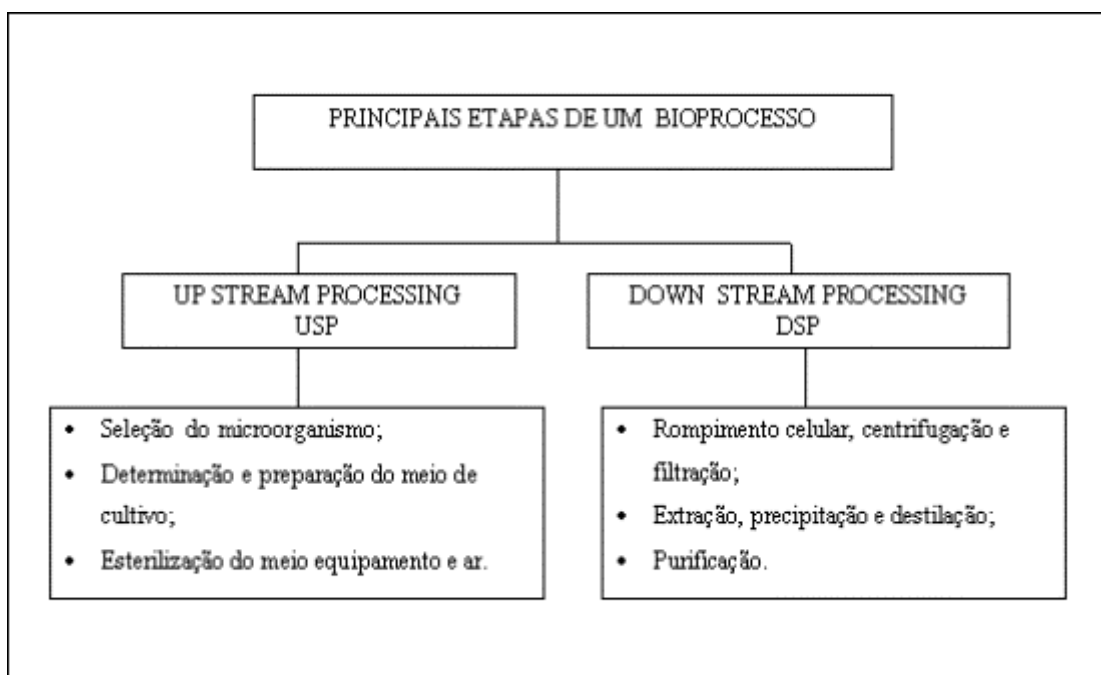 PRINCIPAIS ETAPAS DE UM BIOPROCESSO
UP STREAM PROCESSING
USP
DOWN STREAM PROCESSING
DSP
• Seleção do microorganismo;
• Determinação e preparação do meio de
cultivo;
• Esterilização do meio equipamento e ar.
• Rompimento celular, centrifugação e
filtração;
• Extração, precipitação e destilação;
• Purificação.